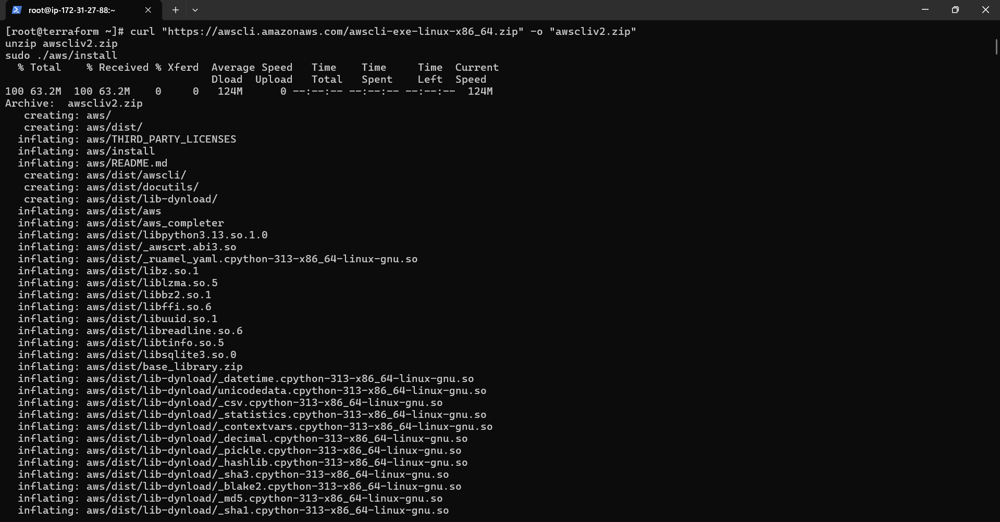 root@ip-172-31-27-88:~
[root@terraform ~]# curl "https://awscli.amazonaws.com/awscli-exe-linux-x86_64.zip" -o "awscliv2.zip"
unzip awscliv2.zip
sudo ./aws/install
  % Total    % Received % Xferd  Average Speed   Time    Time     Time  Current
                                 Dload  Upload   Total   Spent    Left  Speed
100 63.2M  100 63.2M    0     0   124M      0 --:--:-- --:--:-- --:--:--  124M
Archive:  awscliv2.zip
   creating: aws/
   creating: aws/dist/
  inflating: aws/THIRD_PARTY_LICENSES
  inflating: aws/install
  inflating: aws/README.md
   creating: aws/dist/awscli/
   creating: aws/dist/docutils/
   creating: aws/dist/lib-dynload/
  inflating: aws/dist/aws
  inflating: aws/dist/aws_completer
  inflating: aws/dist/libpython3.13.so.1.0
  inflating: aws/dist/_awscrt.abi3.so
  inflating: aws/dist/_ruamel_yaml.cpython-313-x86_64-linux-gnu.so
  inflating: aws/dist/libz.so.1
  inflating: aws/dist/liblzma.so.5
  inflating: aws/dist/libbz2.so.1
  inflating: aws/dist/libffi.so.6
  inflating: aws/dist/libuuid.so.1
  inflating: aws/dist/libreadline.so.6
  inflating: aws/dist/libtinfo.so.5
  inflating: aws/dist/libsqlite3.so.0
  inflating: aws/dist/base_library.zip
  inflating: aws/dist/lib-dynload/_datetime.cpython-313-x86_64-linux-gnu.so
  inflating: aws/dist/lib-dynload/unicodedata.cpython-313-x86_64-linux-gnu.so
  inflating: aws/dist/lib-dynload/_csv.cpython-313-x86_64-linux-gnu.so
  inflating: aws/dist/lib-dynload/_statistics.cpython-313-x86_64-linux-gnu.so
  inflating: aws/dist/lib-dynload/_contextvars.cpython-313-x86_64-linux-gnu.so
  inflating: aws/dist/lib-dynload/_decimal.cpython-313-x86_64-linux-gnu.so
  inflating: aws/dist/lib-dynload/_pickle.cpython-313-x86_64-linux-gnu.so
  inflating: aws/dist/lib-dynload/_hashlib.cpython-313-x86_64-linux-gnu.so
  inflating: aws/dist/lib-dynload/_sha3.cpython-313-x86_64-linux-gnu.so
  inflating: aws/dist/lib-dynload/_blake2.cpython-313-x86_64-linux-gnu.so
  inflating: aws/dist/lib-dynload/_md5.cpython-313-x86_64-linux-gnu.so
  inflating: aws/dist/lib-dynload/_sha1.cpython-313-x86_64-linux-gnu.so